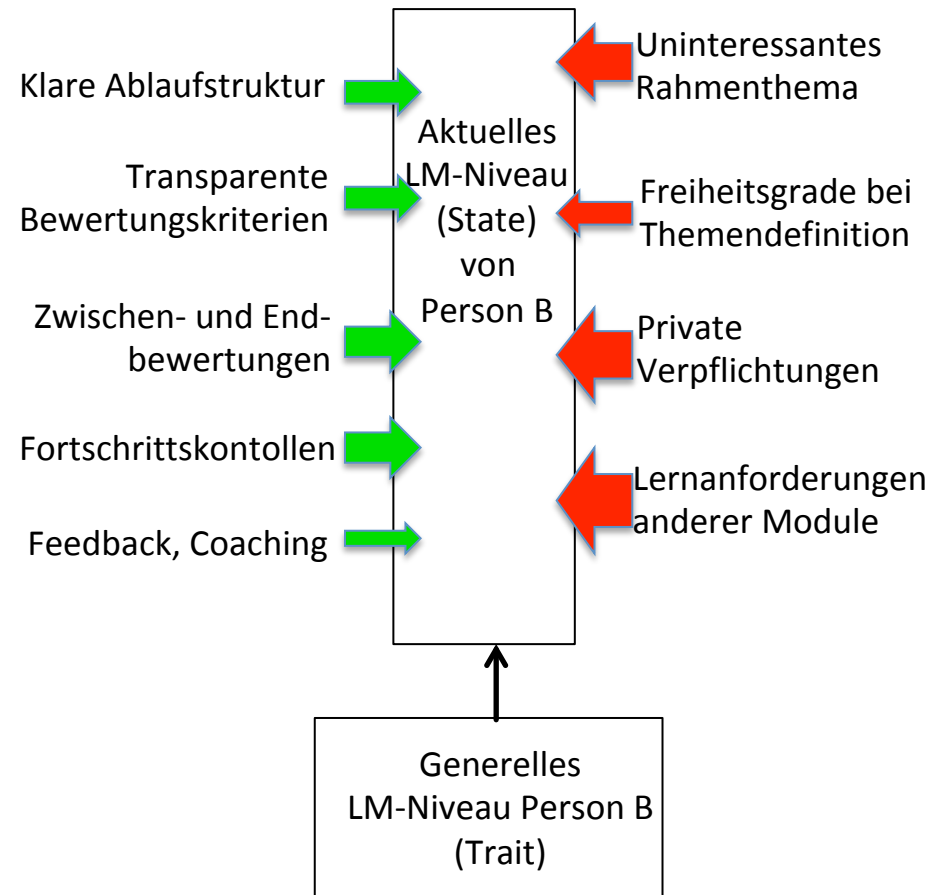 Klare Ablaufstruktur
Transparente
Bewertungskriterien
Zwischen- und End-
bewertungen
Fortschrittskontollen
Feedback, Coaching
Aktuelles
LM-Niveau
(State)
von
Person B
Uninteressantes
Rahmenthema
Freiheitsgrade bei
Themendefinition
Private
Verpflichtungen
Lernanforderungen
anderer Module
Generelles
LM-Niveau Person B
(Trait)